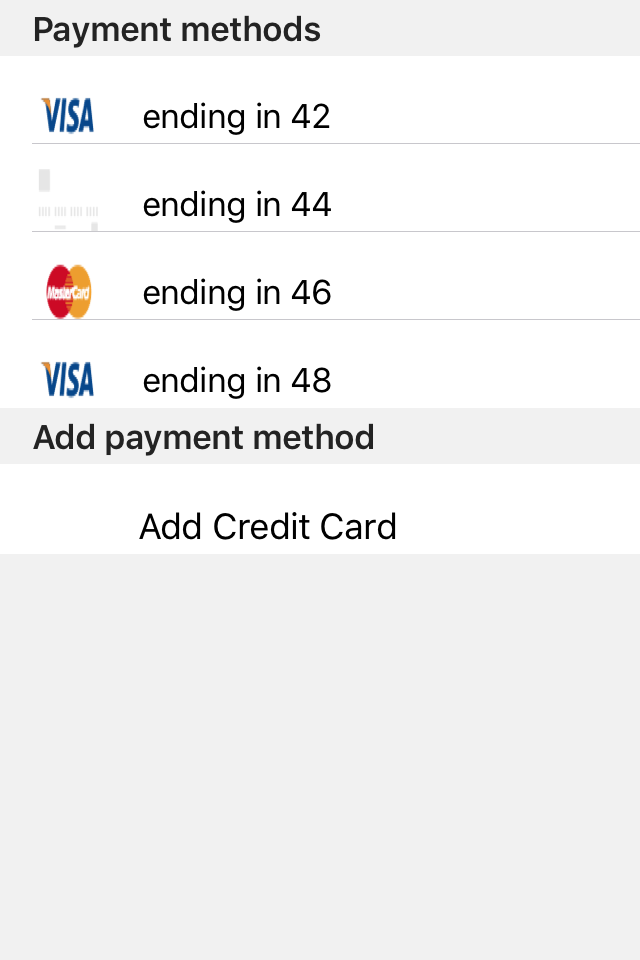 Payment methods
VISA ending in 42
ending in 44
MasterCard ending in 46
VISA ending in 48
Add payment method
Add Credit Card